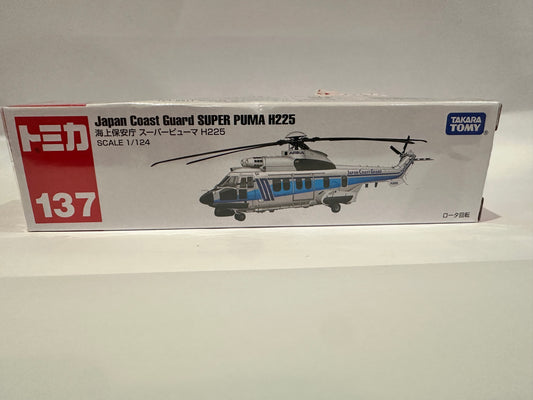 トミカ
137
Japan Coast Guard SUPER PUMA H225
海上保安庁 スーパーピューマ H225
SCALE 1/124
AIRBUS
Japan Coast Guard
TAKARA
TOMY
ロータ回転